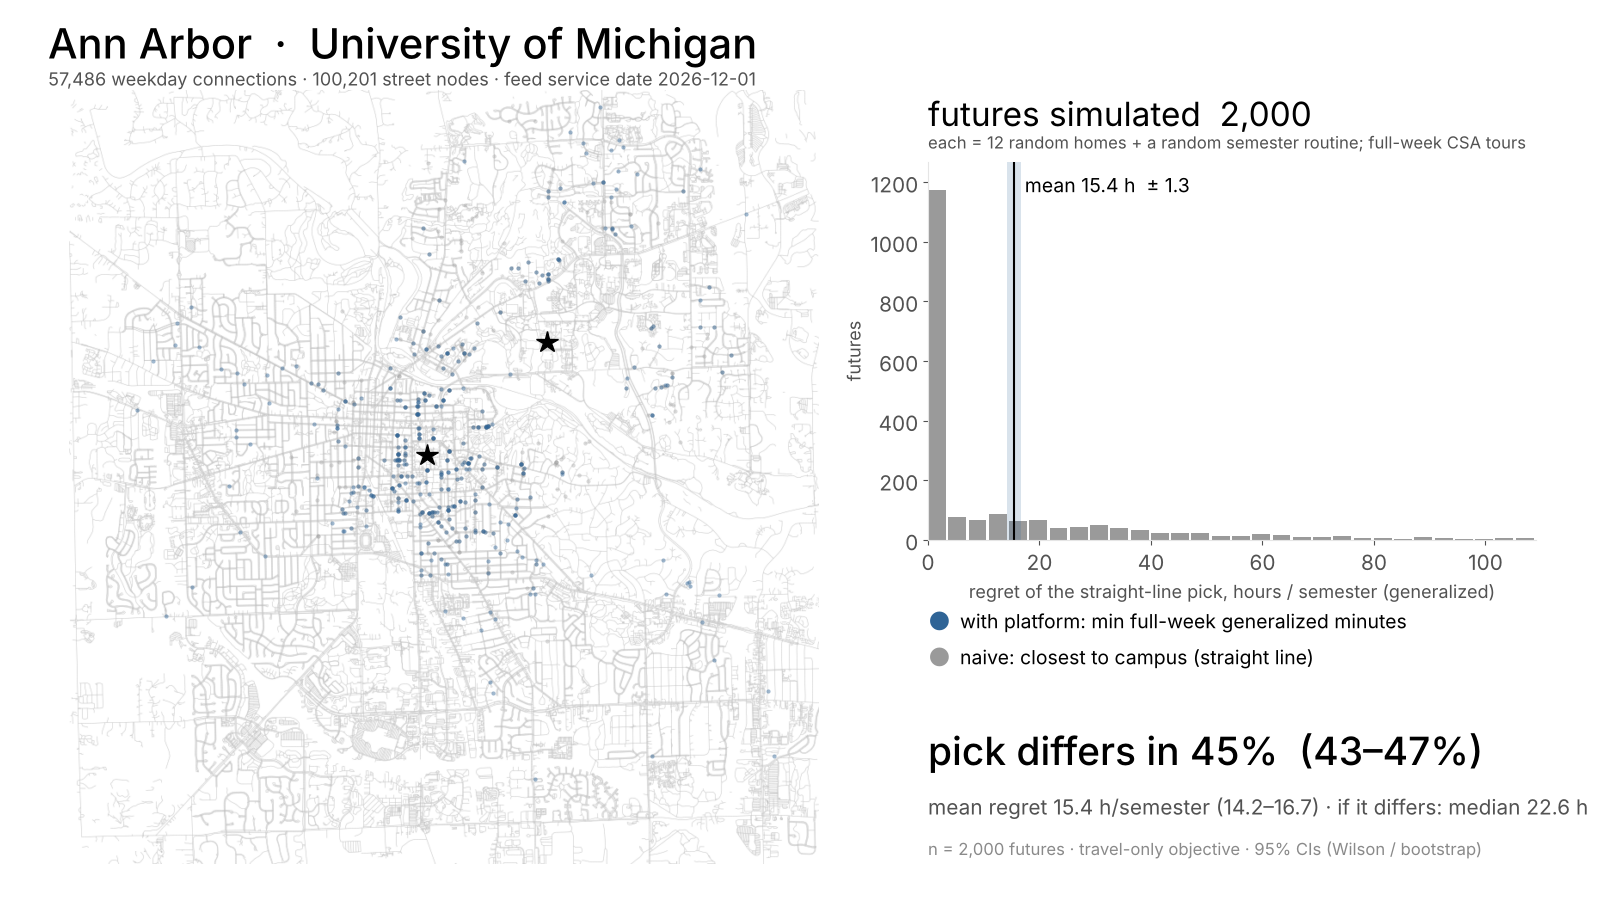 Ann Arbor · University of Michigan
57,486 weekday connections · 100,201 street nodes · feed service date 2026-12-01
futures simulated 2,000
each = 12 random homes + a random semester routine; full-week CSA tours
mean 15.4 h ± 1.3
1200
1000
800
600
400
200
0
futures
0 20 40 60 80 100
regret of the straight-line pick, hours / semester (generalized)
with platform: min full-week generalized minutes
naive: closest to campus (straight line)
pick differs in 45% (43–47%)
mean regret 15.4 h/semester (14.2–16.7) · if it differs: median 22.6 h
n = 2,000 futures · travel-only objective · 95% CIs (Wilson / bootstrap)